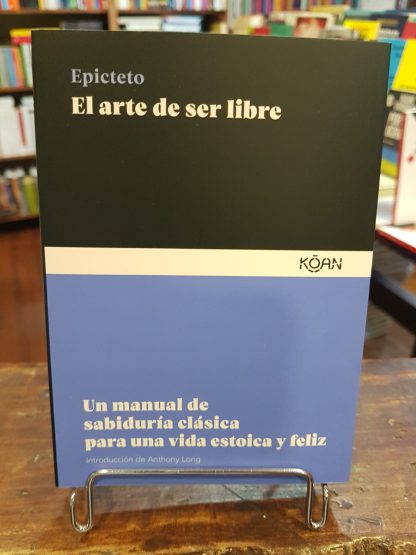 Epicteto
El arte de ser libre
KŌAN
Un manual de
sabiduría clásica
para una vida estoica y feliz
Introducción de Anthony Long